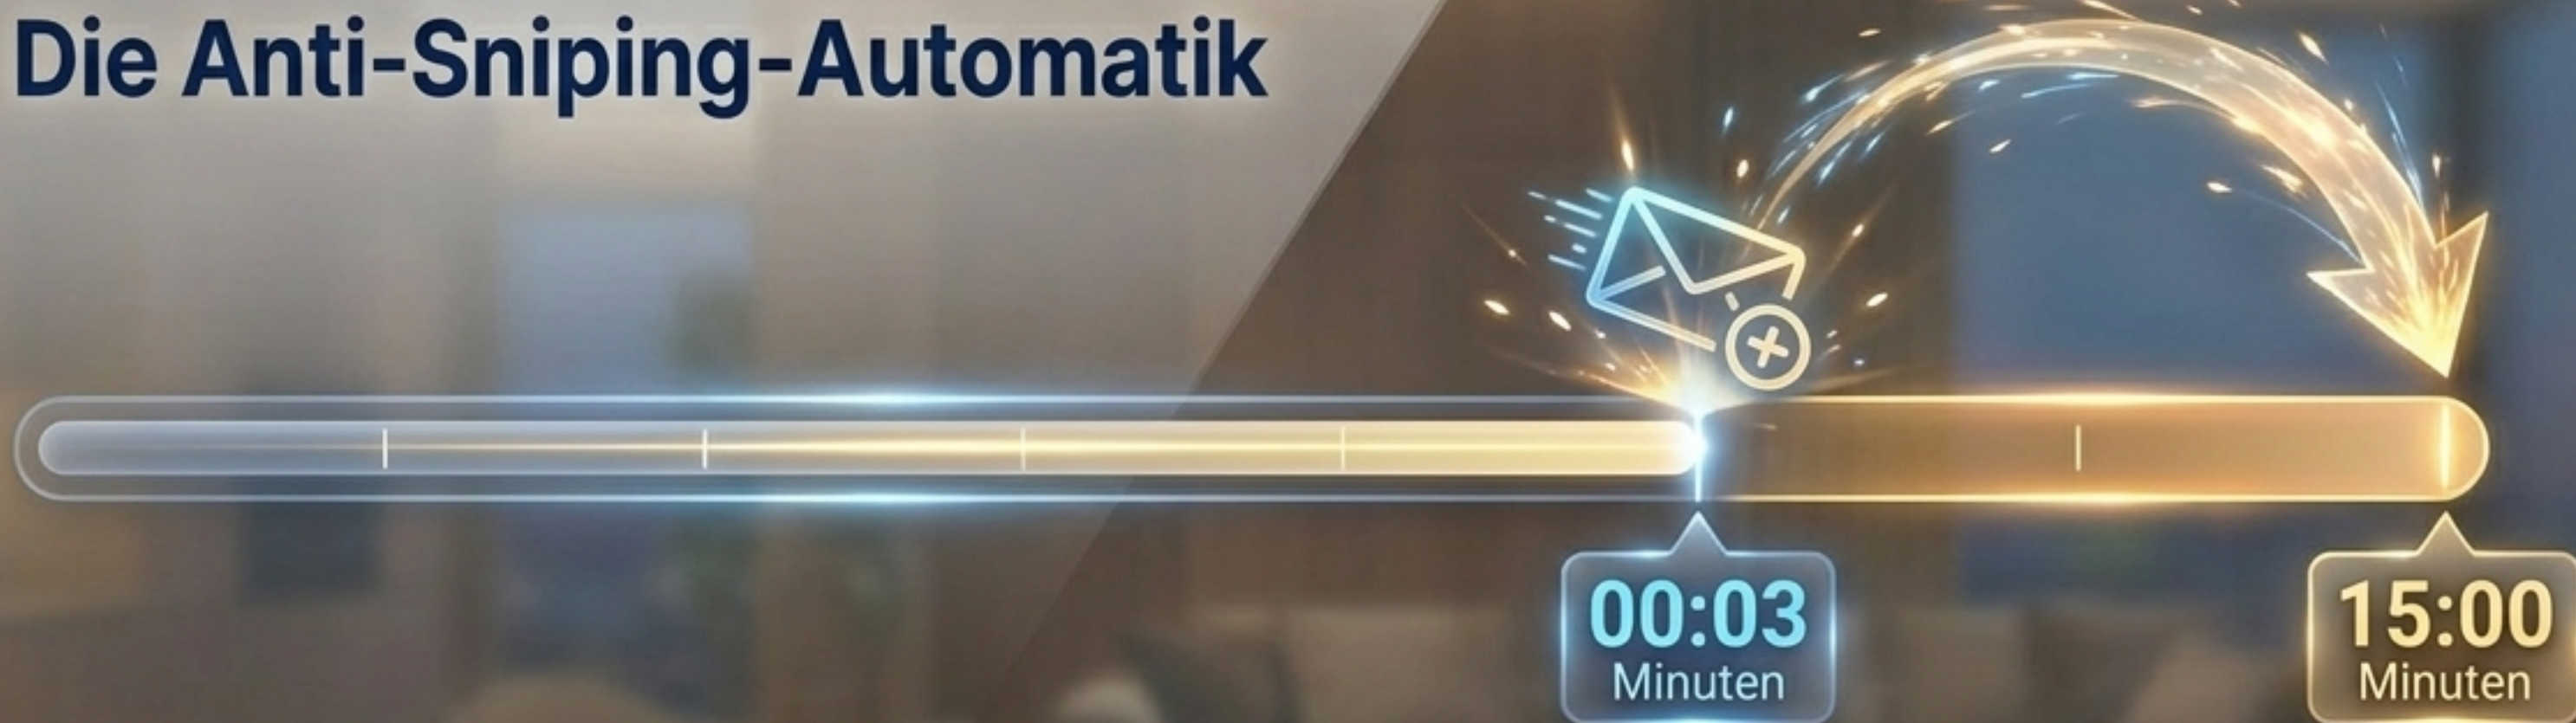 Die Anti-Sniping-Automatik
00:03
Minuten
15:00
Minuten